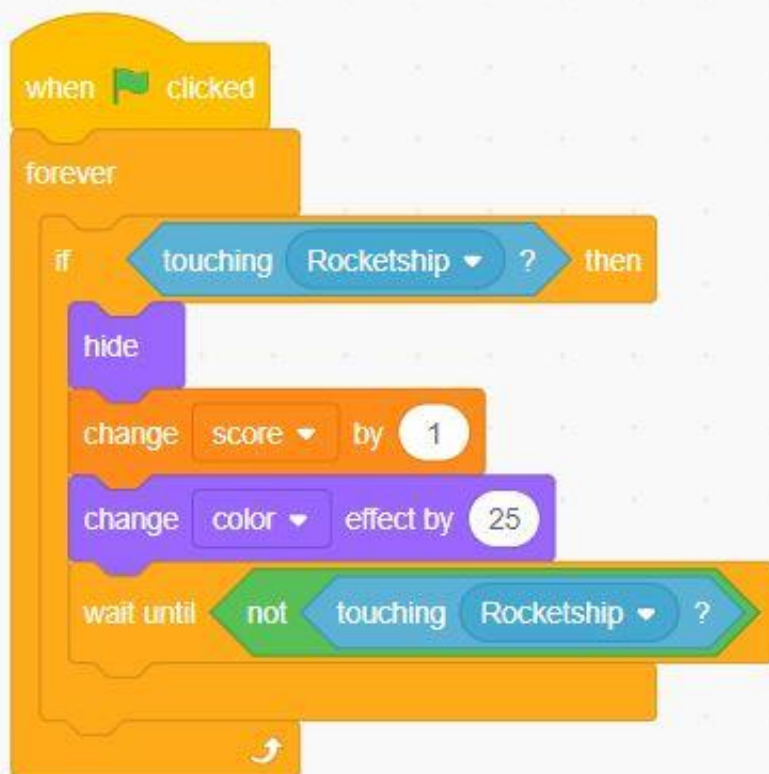 when clicked
forever
if touching Rocketship ? then
hide
change score by 1
change color effect by 25
wait until not touching Rocketship ?